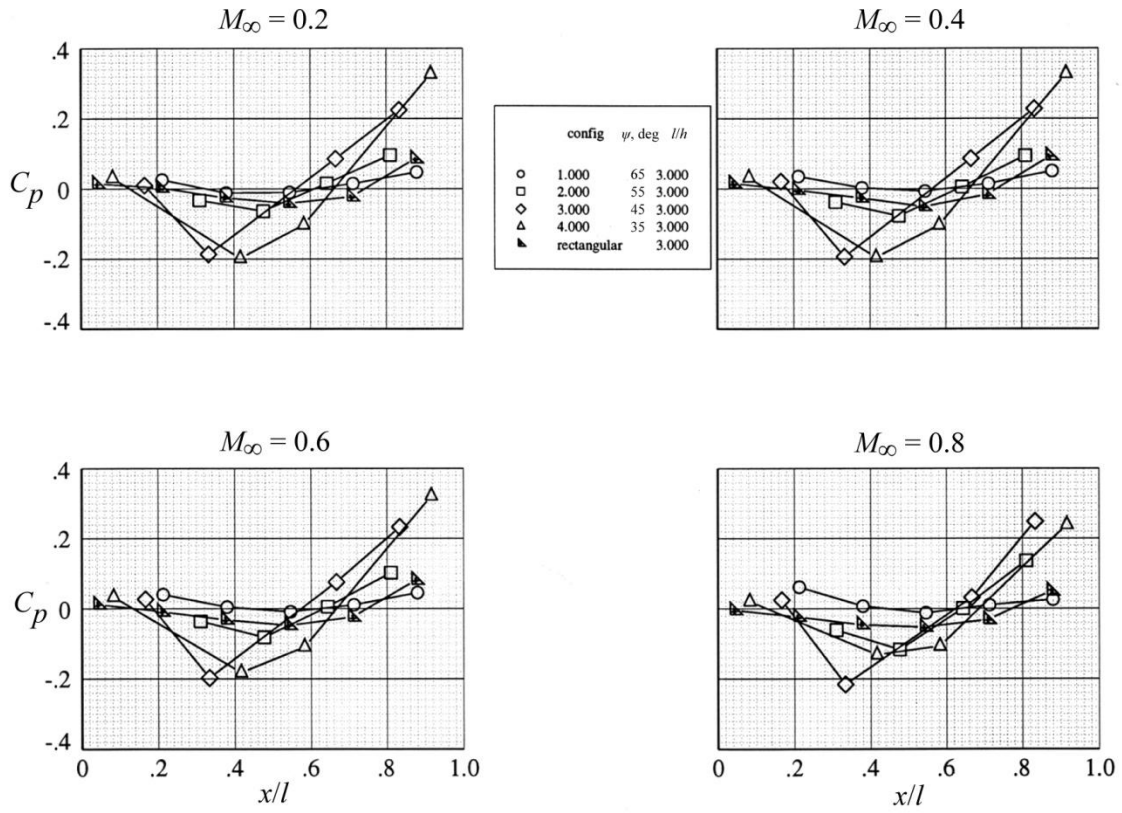 M∞ = 0.2
M∞ = 0.4
.4
.2
Cp 0
-.2
-.4
config ψ, deg l/h
1.000 65 3.000
2.000 55 3.000
3.000 45 3.000
4.000 35 3.000
rectangular 3.000
M∞ = 0.6
M∞ = 0.8
.4
.2
Cp 0
-.2
-.4
0 .2 .4 .6 .8 1.0
x/l
0 .2 .4 .6 .8 1.0
x/l